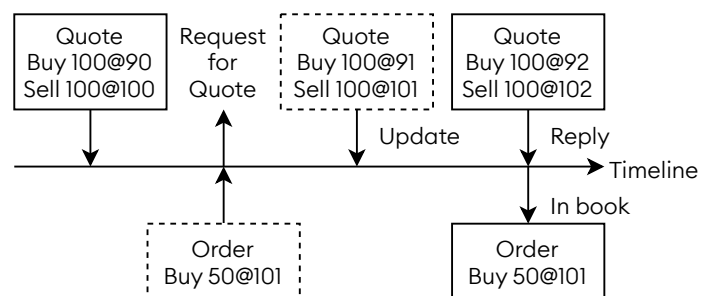 Quote
Buy 100@90
Sell 100@100
Request
for
Quote
Quote
Buy 100@91
Sell 100@101
Quote
Buy 100@92
Sell 100@102
Update
Reply
Timeline
In book
Order
Buy 50@101
Order
Buy 50@101